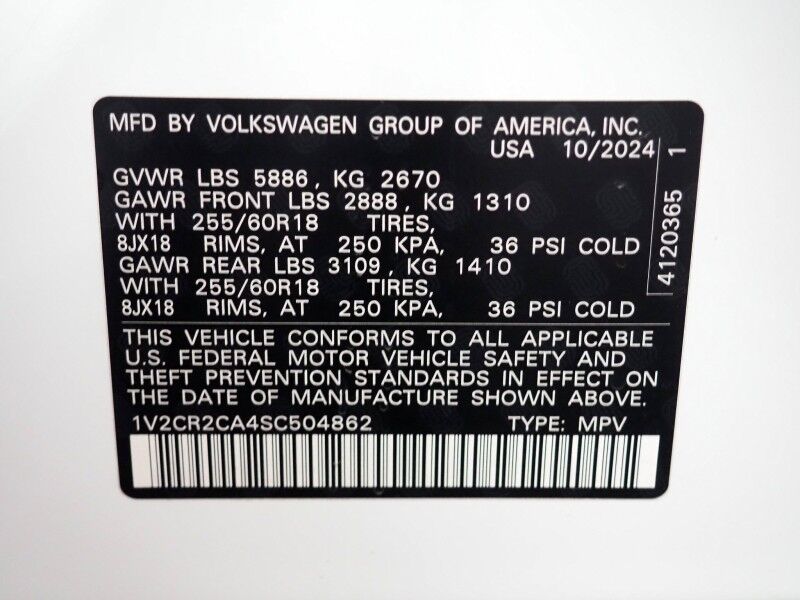 MFD BY VOLKSWAGEN GROUP OF AMERICA, INC.
USA 10/2024
GVWR LBS 5886, KG 2670
GAWR FRONT LBS 2888, KG 1310
WITH 255/60R18 TIRES,
8JX18 RIMS, AT 250 KPA, 36 PSI COLD
GAWR REAR LBS 3109, KG 1410
WITH 255/60R18 TIRES,
8JX18 RIMS, AT 250 KPA, 36 PSI COLD
4120365 1
THIS VEHICLE CONFORMS TO ALL APPLICABLE
U.S. FEDERAL MOTOR VEHICLE SAFETY AND
THEFT PREVENTION STANDARDS IN EFFECT ON
THE DATE OF MANUFACTURE SHOWN ABOVE.
1V2CR2CA4SC504862 TYPE: MPV